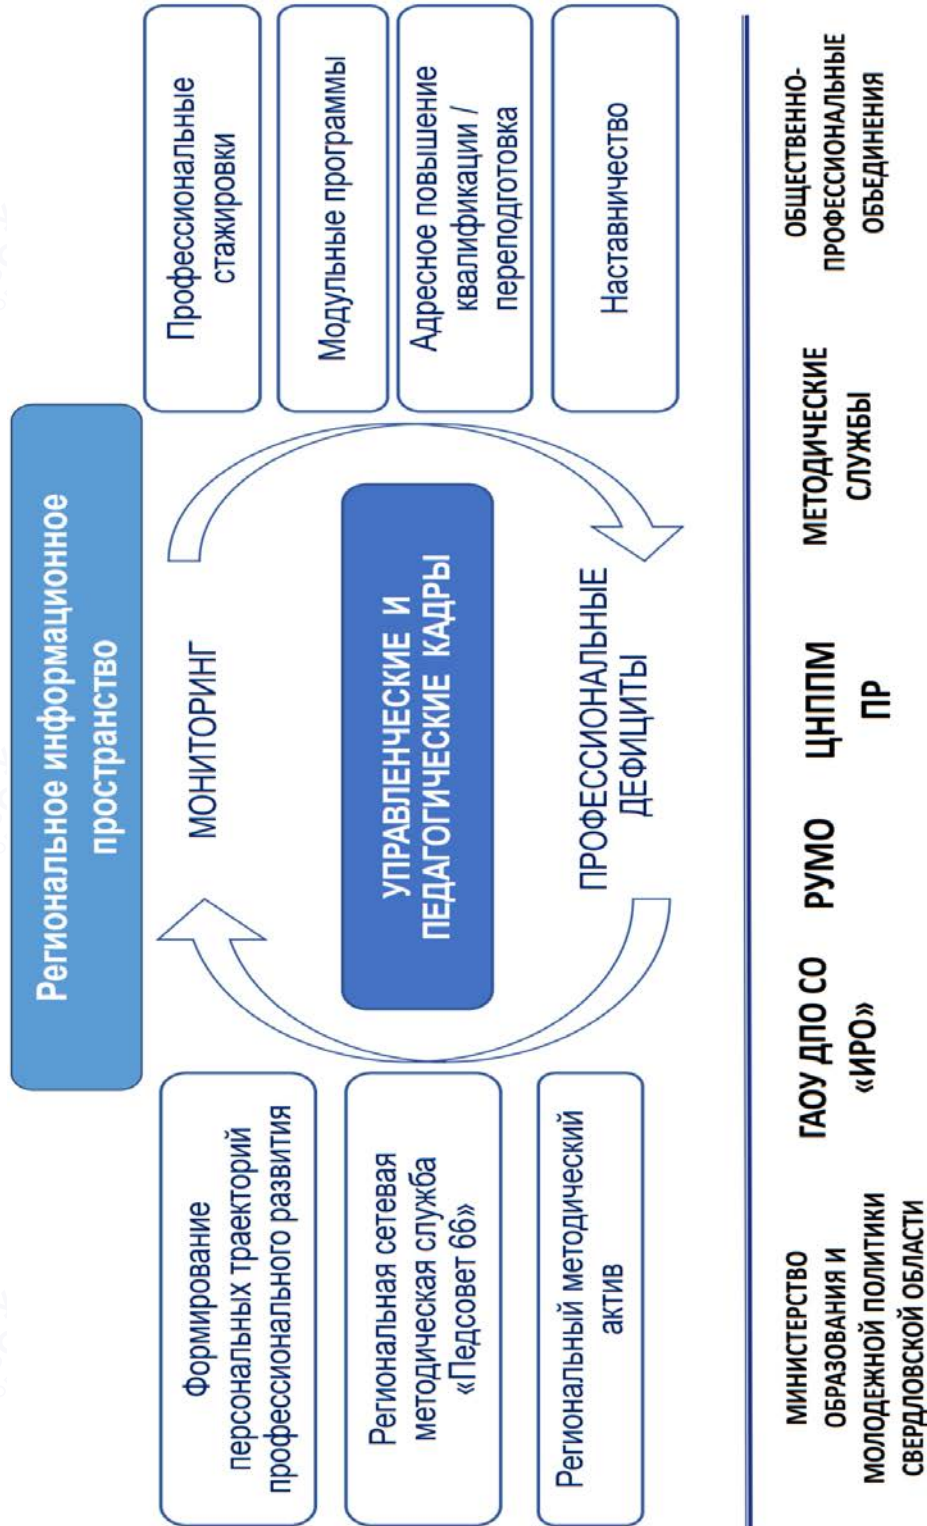 Региональное информационное
пространство
Формирование
персональных траекторий
профессионального развития
Региональная сетевая
методическая служба
«Педсовет 66»
Региональный методический
актив
МОНИТОРИНГ
УПРАВЛЕНЧЕСКИЕ И
ПЕДАГОГИЧЕСКИЕ КАДРЫ
ПРОФЕССИОНАЛЬНЫЕ
ДЕФИЦИТЫ
Профессиональные
стажировки
Модульные программы
Адресное повышение
квалификации /
переподготовка
Наставничество
МИНИСТЕРСТВО
ОБРАЗОВАНИЯ И
МОЛОДЕЖНОЙ ПОЛИТИКИ
СВЕРДЛОВСКОЙ ОБЛАСТИ
ГАОУ ДПО СО
«ИРО»
РУМО
ЦНППМ
ПР
МЕТОДИЧЕСКИЕ
СЛУЖБЫ
ОБЩЕСТВЕННО-
ПРОФЕССИОНАЛЬНЫЕ
ОБЪЕДИНЕНИЯ